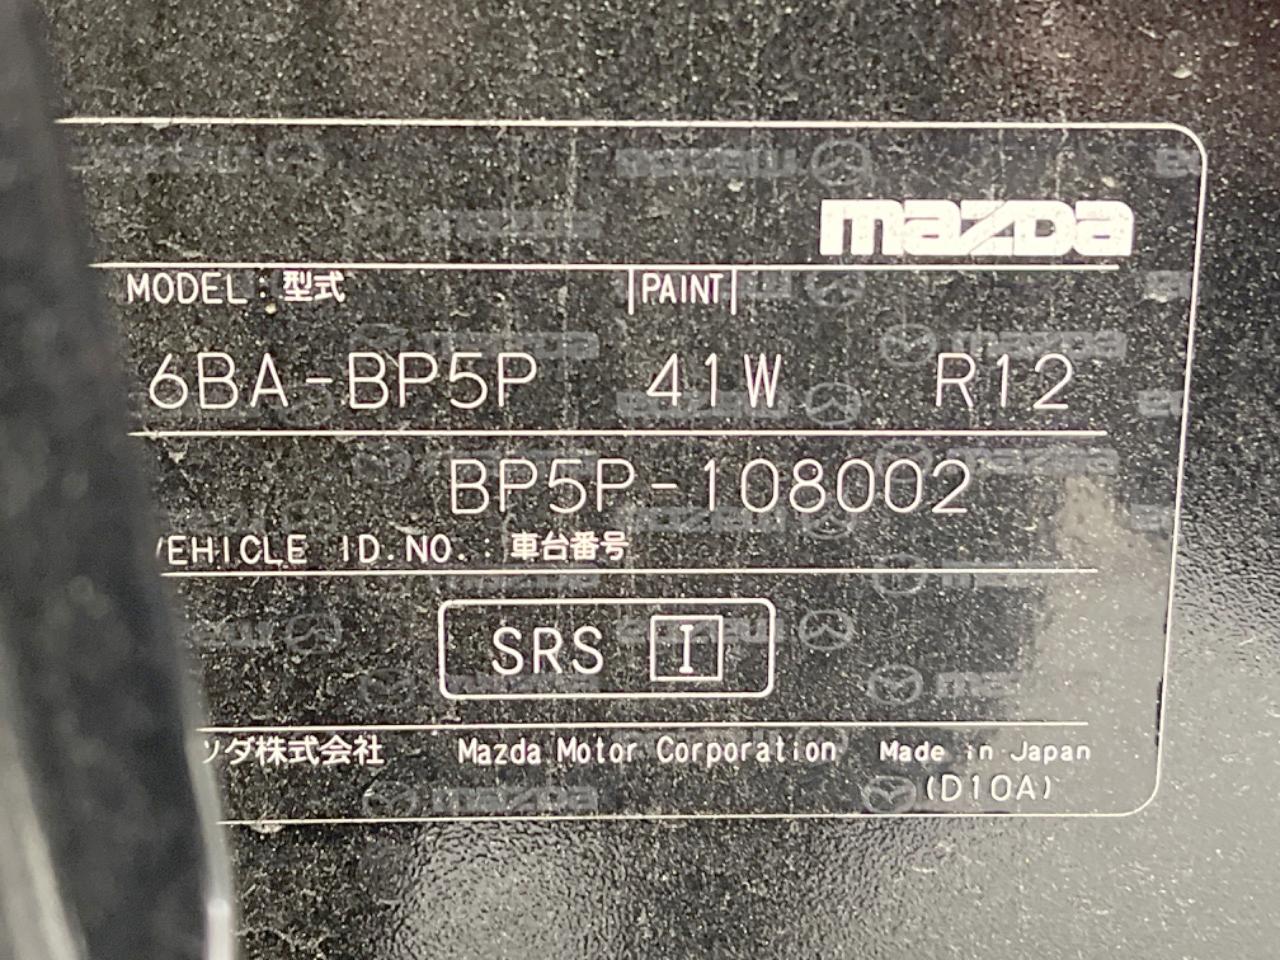 mazda
MODEL : 型式 PAINT
6BA-BP5P 41W R12
BP5P-108002
VEHICLE ID.NO. : 車台番号
SRS I
ツダ株式会社 Mazda Motor Corporation Made in Japan
(D10A)